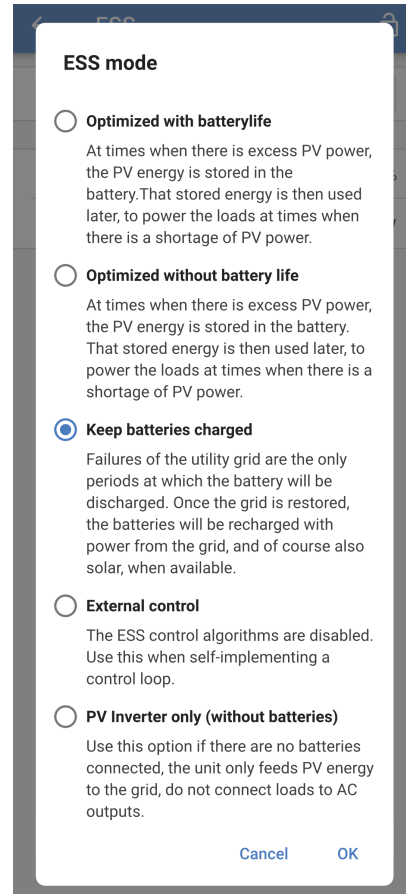 ESS
ESS mode
Optimized with batterylife
At times when there is excess PV power,
the PV energy is stored in the
battery.That stored energy is then used
later, to power the loads at times when
there is a shortage of PV power.
Optimized without battery life
At times when there is excess PV power,
the PV energy is stored in the battery.
That stored energy is then used later, to
power the loads at times when there is a
shortage of PV power.
Keep batteries charged
Failures of the utility grid are the only
periods at which the battery will be
discharged. Once the grid is restored,
the batteries will be recharged with
power from the grid, and of course also
solar, when available.
External control
The ESS control algorithms are disabled.
Use this when self-implementing a
control loop.
PV Inverter only (without batteries)
Use this option if there are no batteries
connected, the unit only feeds PV energy
to the grid, do not connect loads to AC
outputs.
Cancel OK